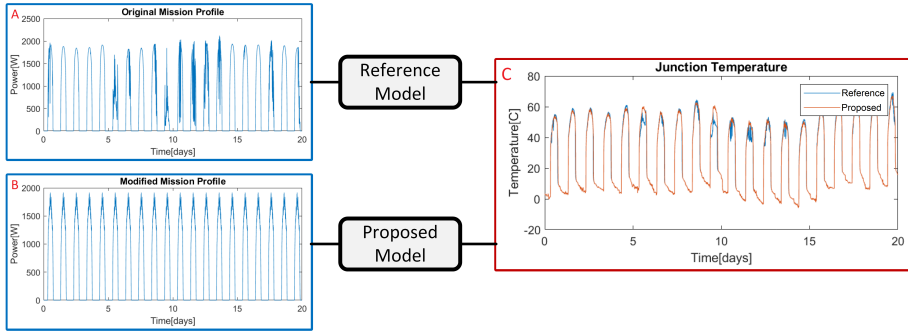 A
Original Mission Profile
2500
2000
1500
1000
500
0
Power[W]
0 5 10 15 20
Time[days]
B
Modified Mission Profile
2000
1500
1000
500
0
Power[W]
0 5 10 15 20
Time[days]
Reference
Model
Proposed
Model
C
Junction Temperature
80
60
40
20
0
-20
Temperature[C]
Reference
Proposed
0 5 10 15 20
Time[days]